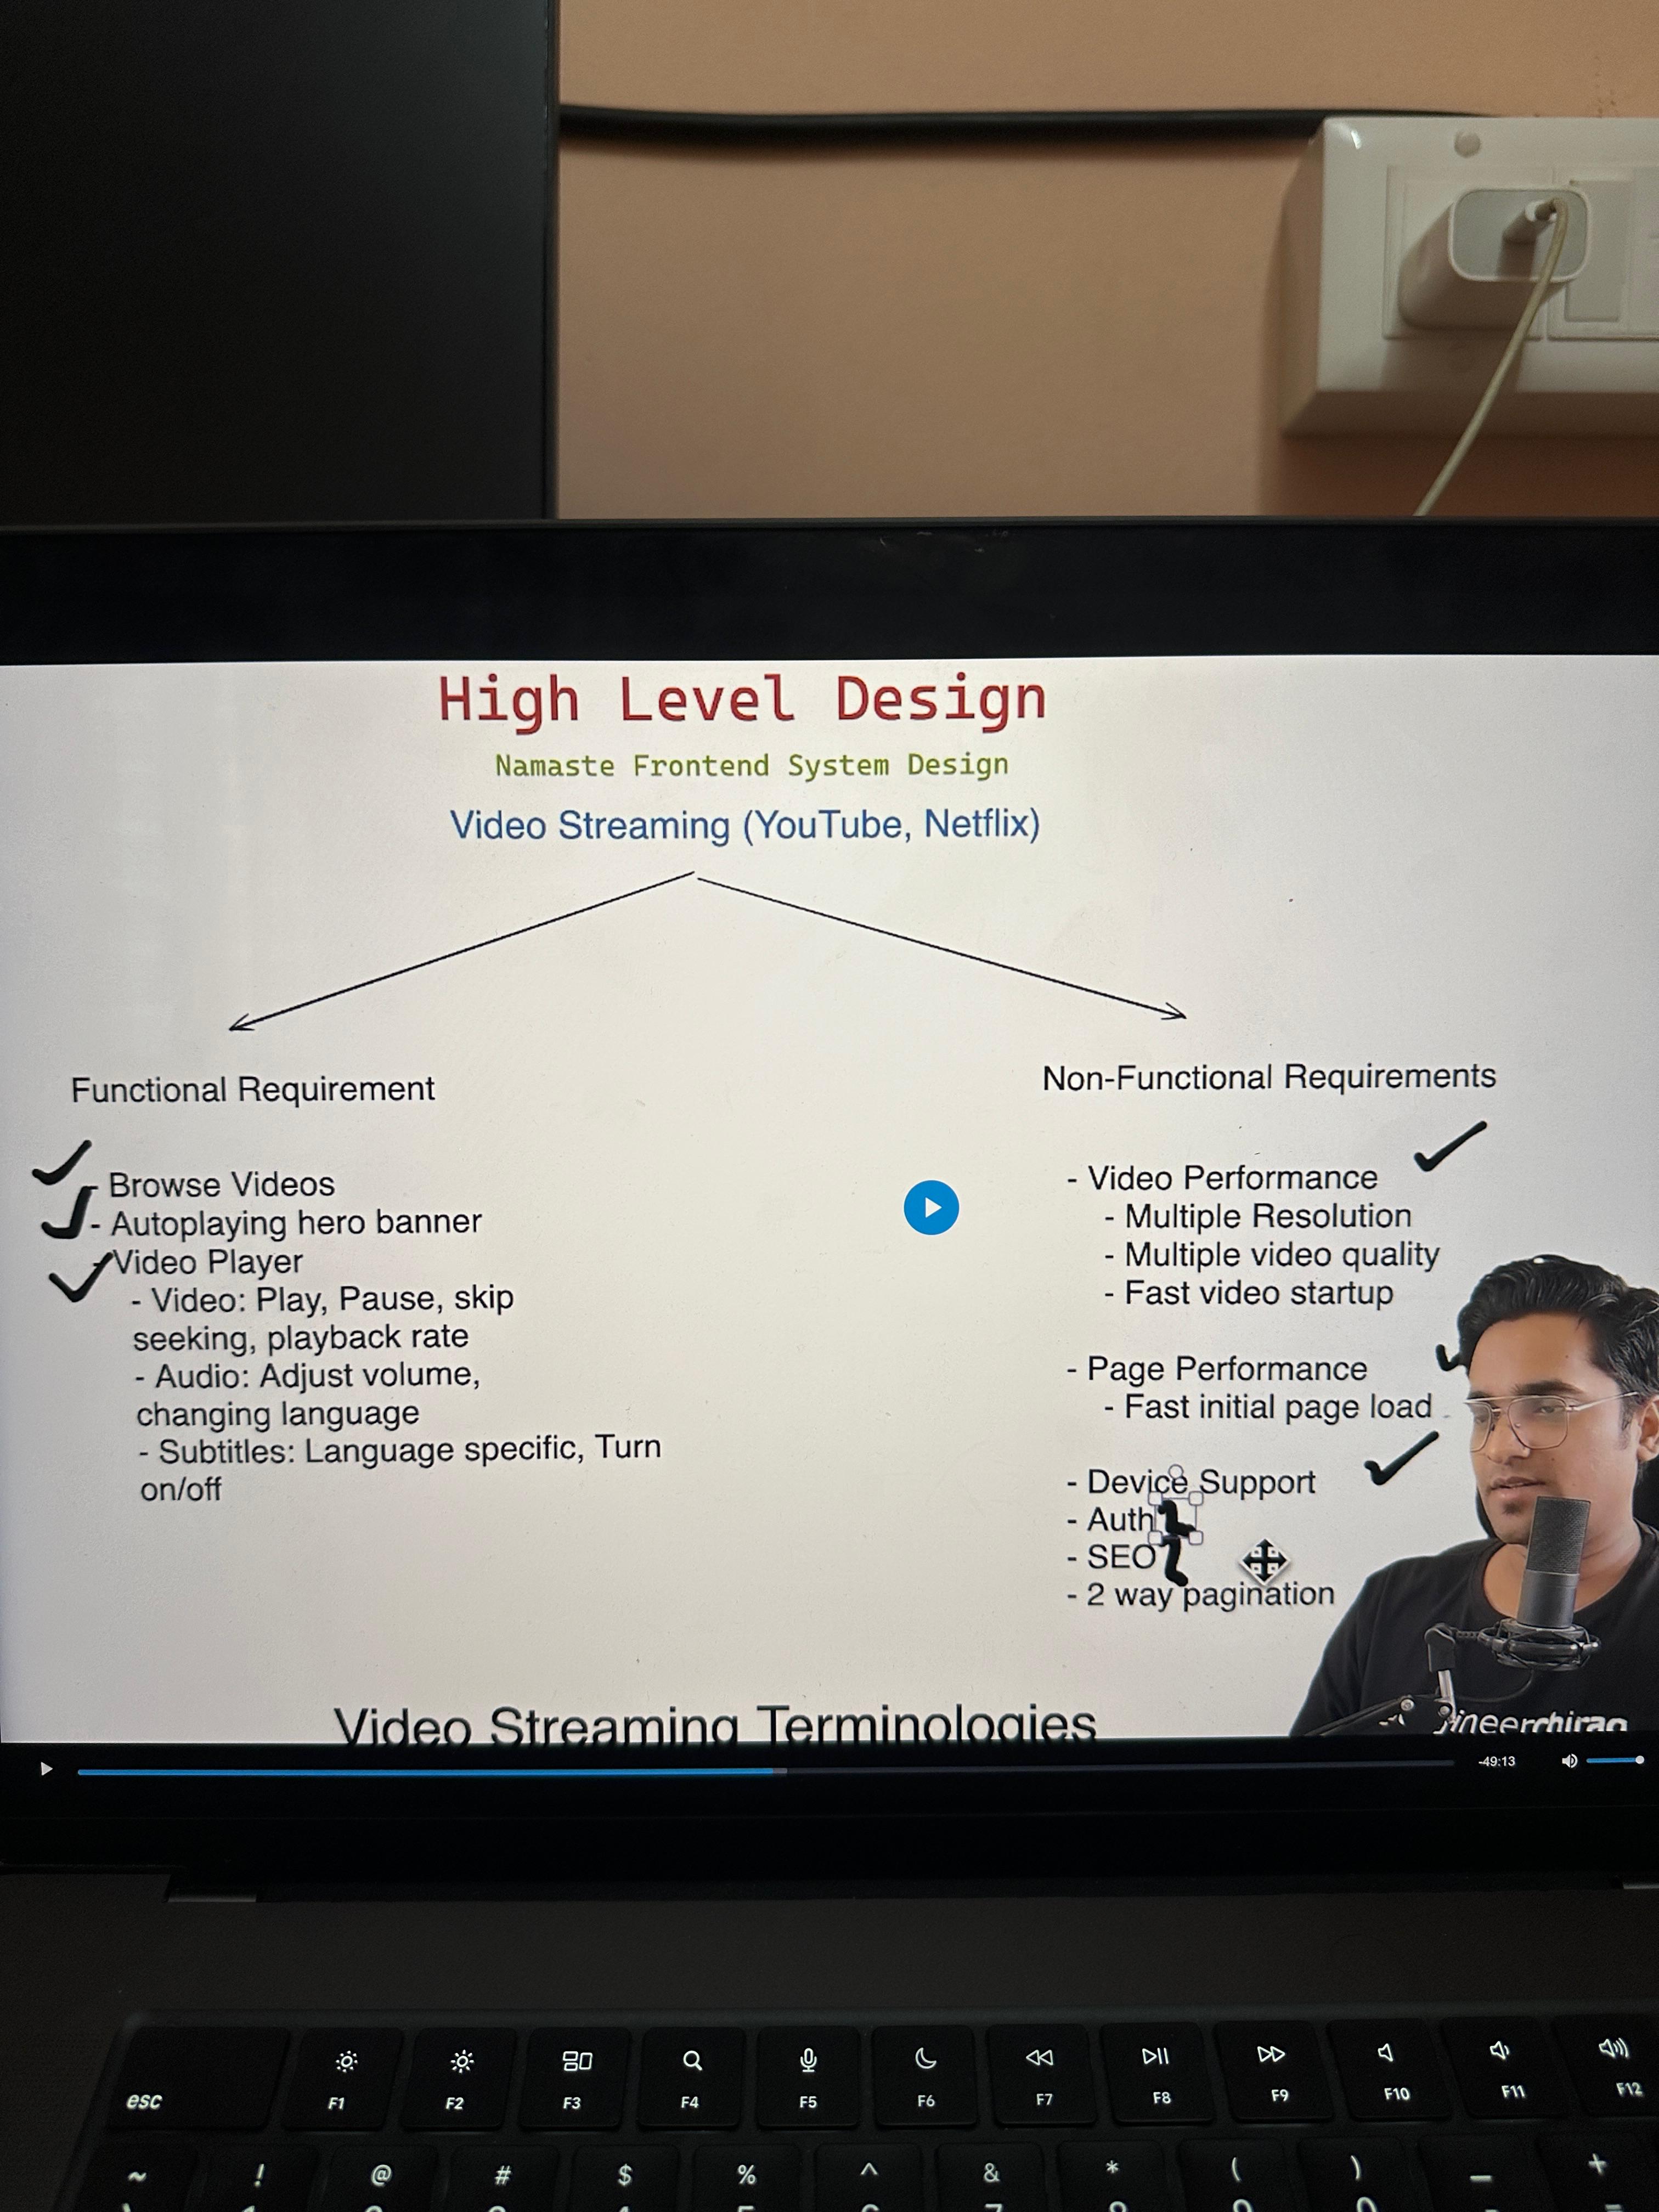 High Level Design
Namaste Frontend System Design
Video Streaming (YouTube, Netflix)
Functional Requirement
- Browse Videos
- Autoplaying hero banner
- Video Player
- Video: Play, Pause, skip
seeking, playback rate
- Audio: Adjust volume,
changing language
- Subtitles: Language specific, Turn
on/off
Non-Functional Requirements
- Video Performance
- Multiple Resolution
- Multiple video quality
- Fast video startup
- Page Performance
- Fast initial page load
- Device Support
- Auth
- SEO
- 2 way pagination
Video Streaming Terminologies
-49:13
esc F1 F2 F3 F4 F5 F6 F7 F8 F9 F10 F11 F12
~ ! @ # $ % ^ & * ( ) _ +